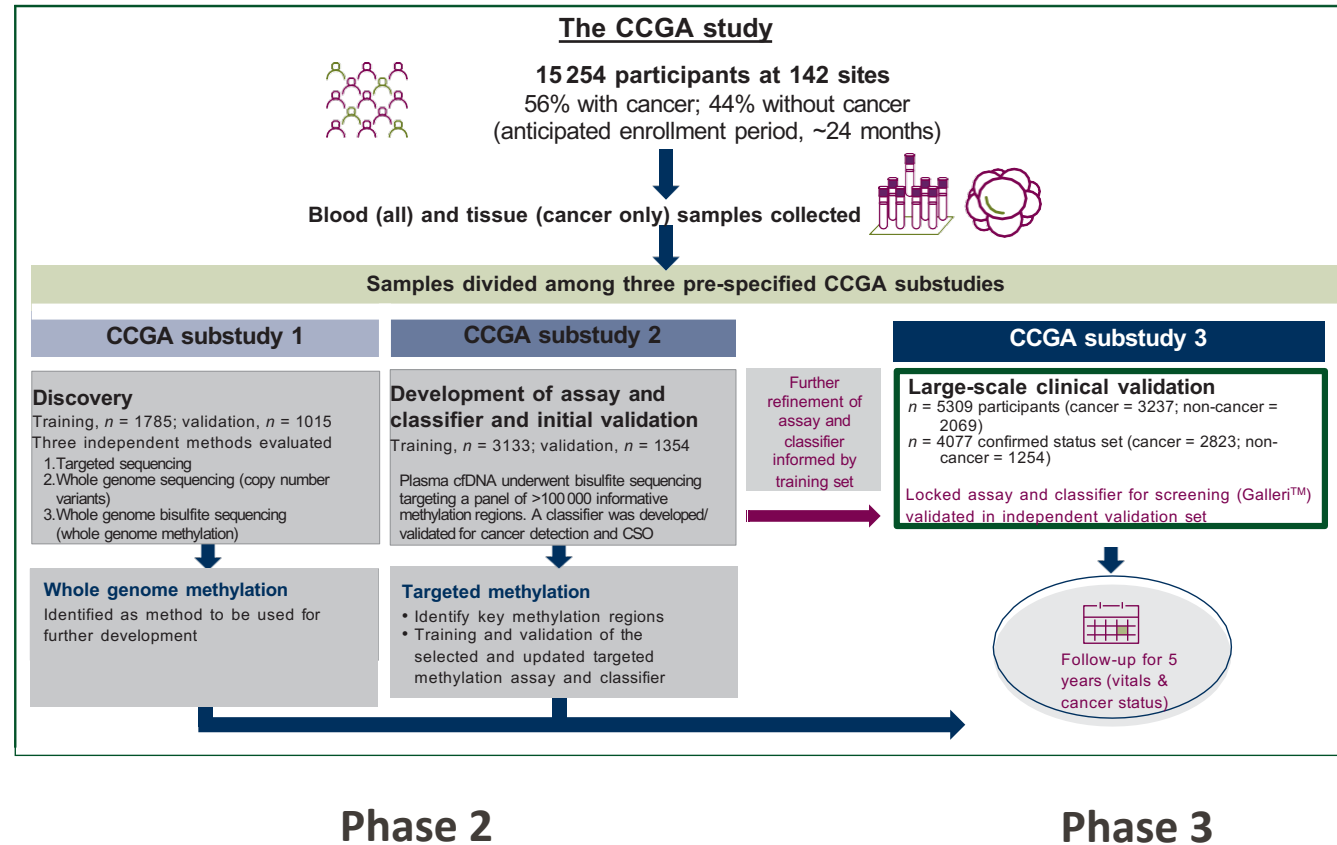 The CCGA study
15 254 participants at 142 sites
56% with cancer; 44% without cancer
(anticipated enrollment period, ~24 months)
Blood (all) and tissue (cancer only) samples collected
Samples divided among three pre-specified CCGA substudies
CCGA substudy 1
Discovery
Training, n = 1785; validation, n = 1015
Three independent methods evaluated
1.Targeted sequencing
2.Whole genome sequencing (copy number
variants)
3.Whole genome bisulfite sequencing
(whole genome methylation)
Whole genome methylation
Identified as method to be used for
further development
CCGA substudy 2
Development of assay and
classifier and initial validation
Training, n = 3133; validation, n = 1354
Plasma cfDNA underwent bisulfite sequencing
targeting a panel of >100 000 informative
methylation regions. A classifier was developed/
validated for cancer detection and CSO
Targeted methylation
• Identify key methylation regions
• Training and validation of the
selected and updated targeted
methylation assay and classifier
Further
refinement of
assay and
classifier
informed by
training set
CCGA substudy 3
Large-scale clinical validation
n = 5309 participants (cancer = 3237; non-cancer =
2069)
n = 4077 confirmed status set (cancer = 2823; non-
cancer = 1254)
Locked assay and classifier for screening (Galleri™)
validated in independent validation set
Follow-up for 5
years (vitals &
cancer status)
Phase 2
Phase 3